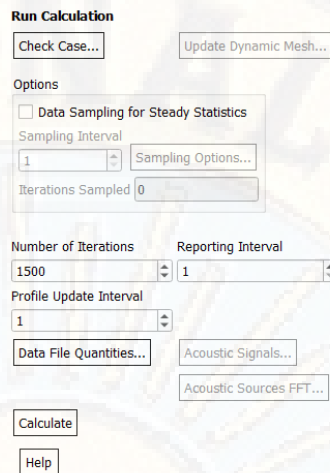 Run Calculation
Check Case...
Update Dynamic Mesh...
Options
Data Sampling for Steady Statistics
Sampling Interval
1
Sampling Options...
Iterations Sampled 0
Number of Iterations
Reporting Interval
1500
1
Profile Update Interval
1
Data File Quantities...
Acoustic Signals...
Acoustic Sources FFT...
Calculate
Help